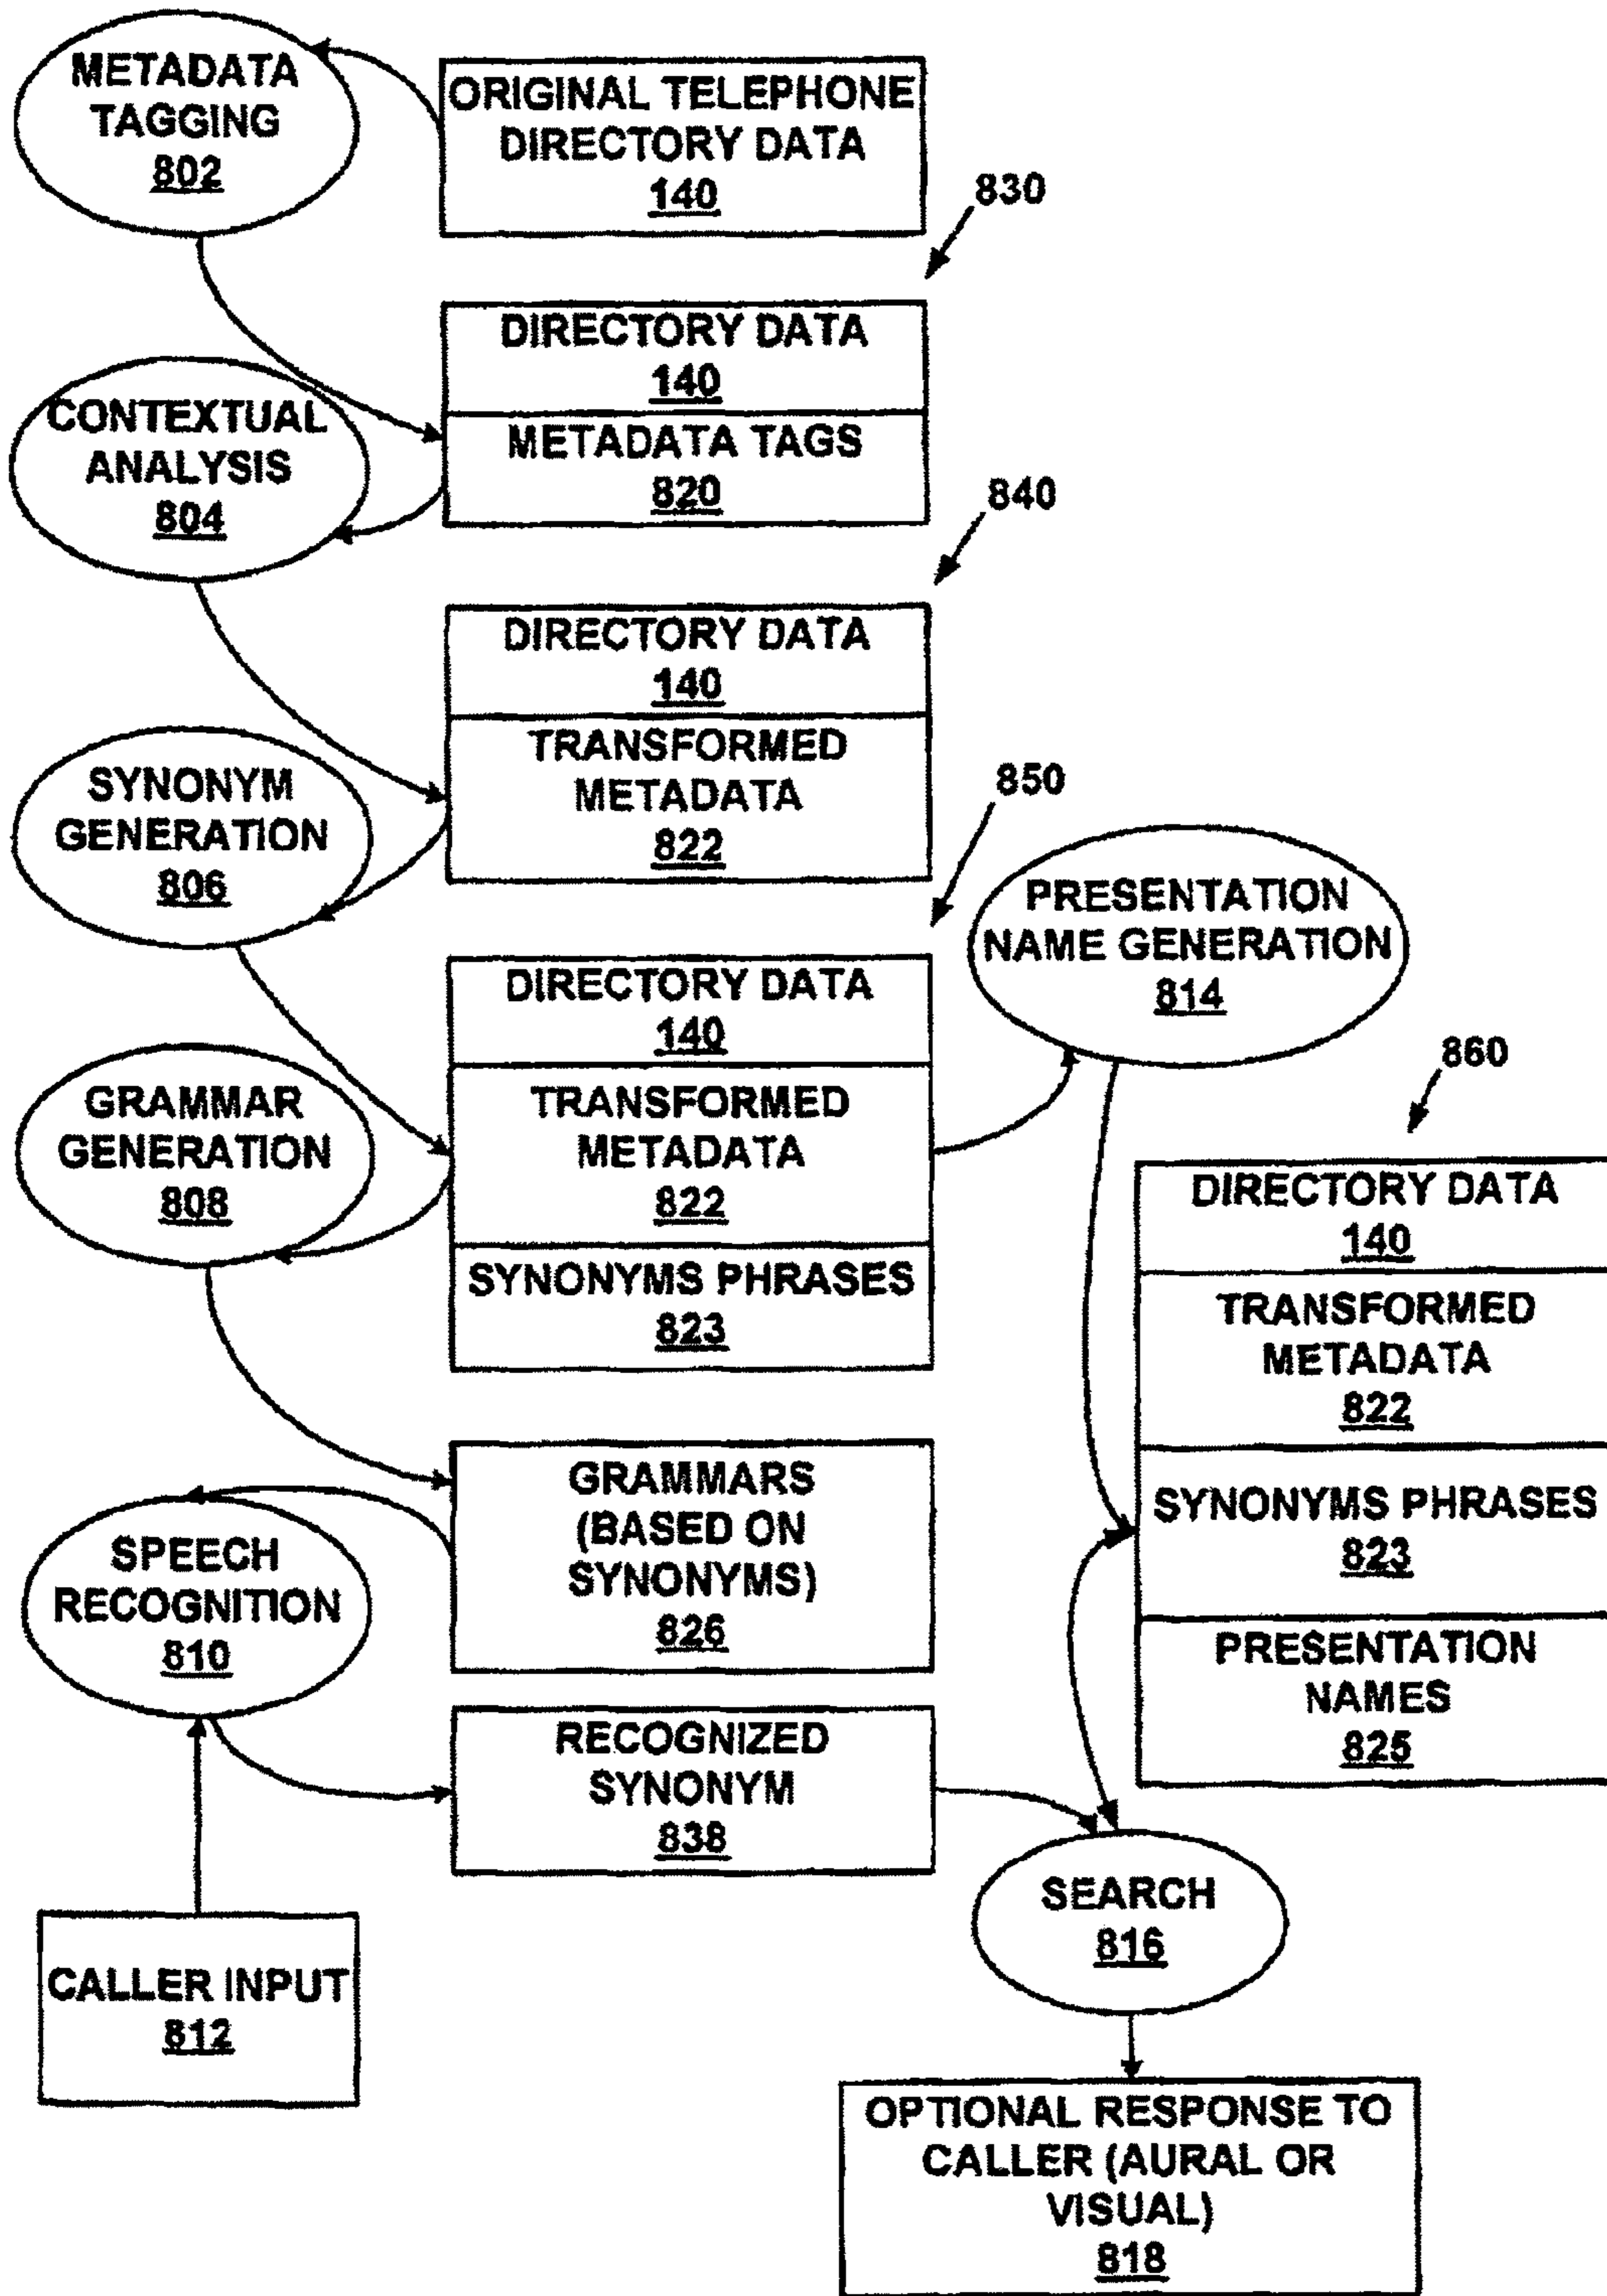 METADATA
TAGGING
802
ORIGINAL TELEPHONE
DIRECTORY DATA
140
830
DIRECTORY DATA
140
METADATA TAGS
820
CONTEXTUAL
ANALYSIS
804
840
DIRECTORY DATA
140
TRANSFORMED
METADATA
822
SYNONYM
GENERATION
806
850
PRESENTATION
NAME GENERATION
814
DIRECTORY DATA
140
TRANSFORMED
METADATA
822
SYNONYMS PHRASES
823
GRAMMAR
GENERATION
808
860
DIRECTORY DATA
140
TRANSFORMED
METADATA
822
SYNONYMS PHRASES
823
PRESENTATION
NAMES
825
GRAMMARS
(BASED ON
SYNONYMS)
826
SPEECH
RECOGNITION
810
RECOGNIZED
SYNONYM
838
CALLER INPUT
812
SEARCH
816
OPTIONAL RESPONSE TO
CALLER (AURAL OR
VISUAL)
818